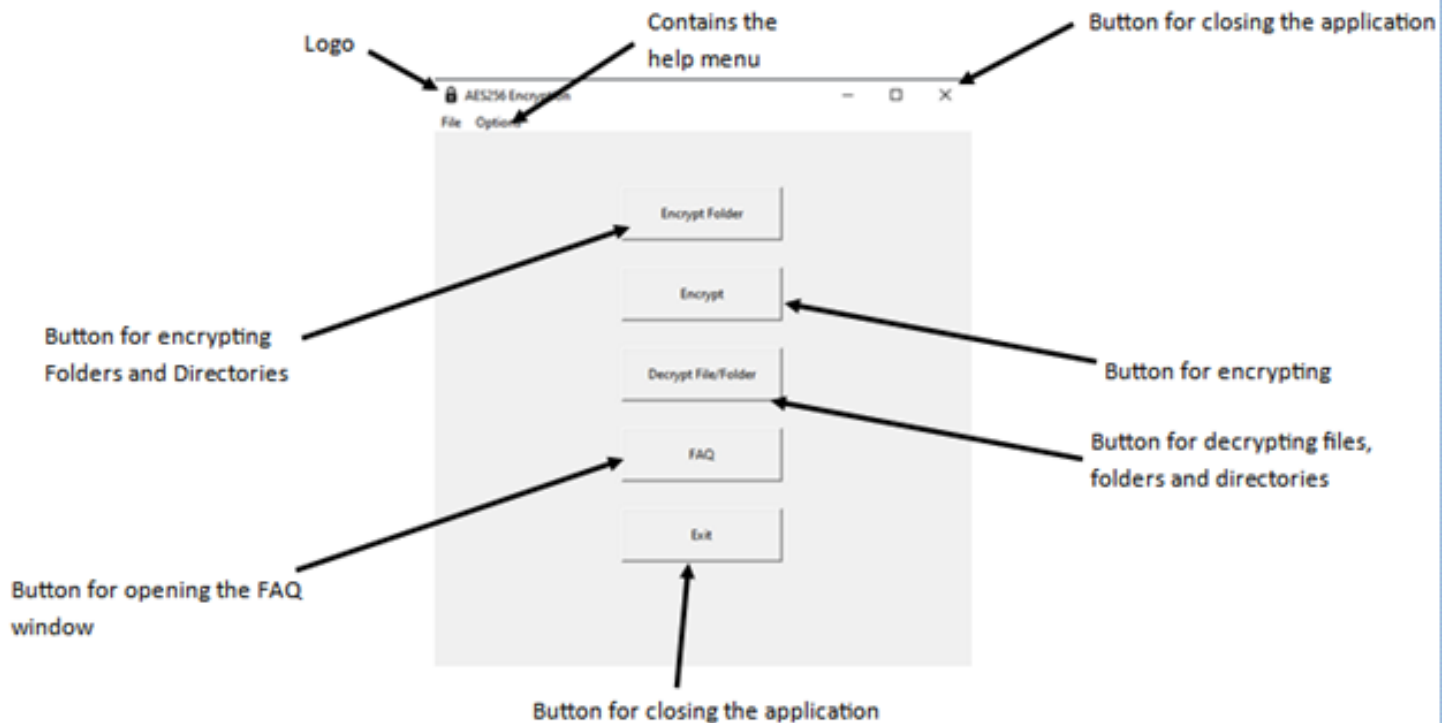 Contains the
help menu
Button for closing the application
Logo
AES256 Encryption
File Options
Encrypt Folder
Encrypt
Decrypt File/Folder
FAQ
Exit
Button for encrypting
Folders and Directories
Button for encrypting
Button for decrypting files,
folders and directories
Button for opening the FAQ
window
Button for closing the application